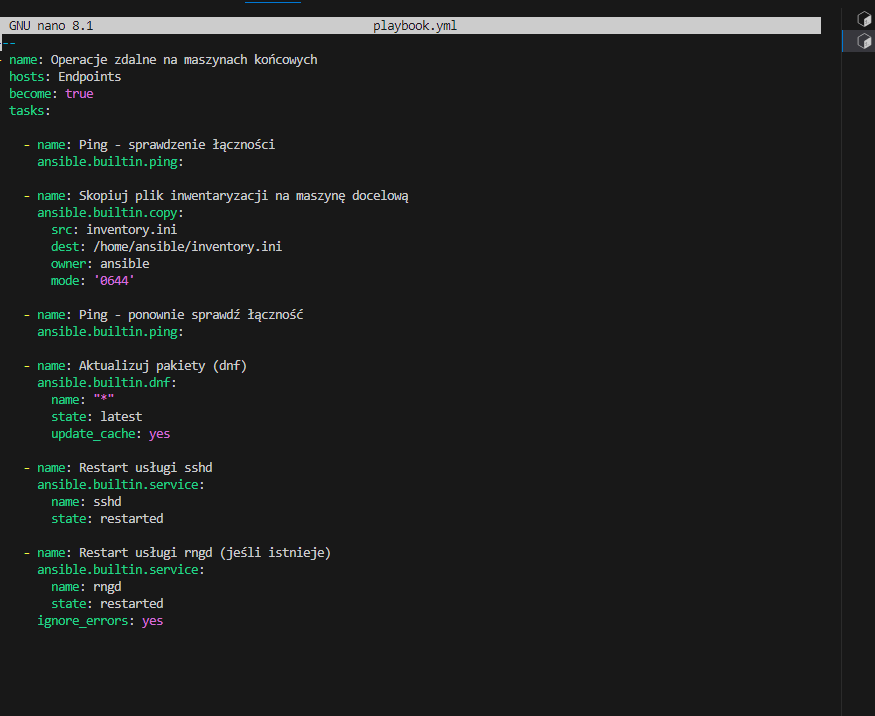 GNU nano 8.1 playbook.yml
---
- name: Operacje zdalne na maszynach końcowych
  hosts: Endpoints
  become: true
  tasks:

    - name: Ping - sprawdzenie łączności
      ansible.builtin.ping:

    - name: Skopiuj plik inwentaryzacji na maszynę docelową
      ansible.builtin.copy:
        src: inventory.ini
        dest: /home/ansible/inventory.ini
        owner: ansible
        mode: '0644'

    - name: Ping - ponownie sprawdź łączność
      ansible.builtin.ping:

    - name: Aktualizuj pakiety (dnf)
      ansible.builtin.dnf:
        name: "*"
        state: latest
        update_cache: yes

    - name: Restart usługi sshd
      ansible.builtin.service:
        name: sshd
        state: restarted

    - name: Restart usługi rngd (jeśli istnieje)
      ansible.builtin.service:
        name: rngd
        state: restarted
      ignore_errors: yes